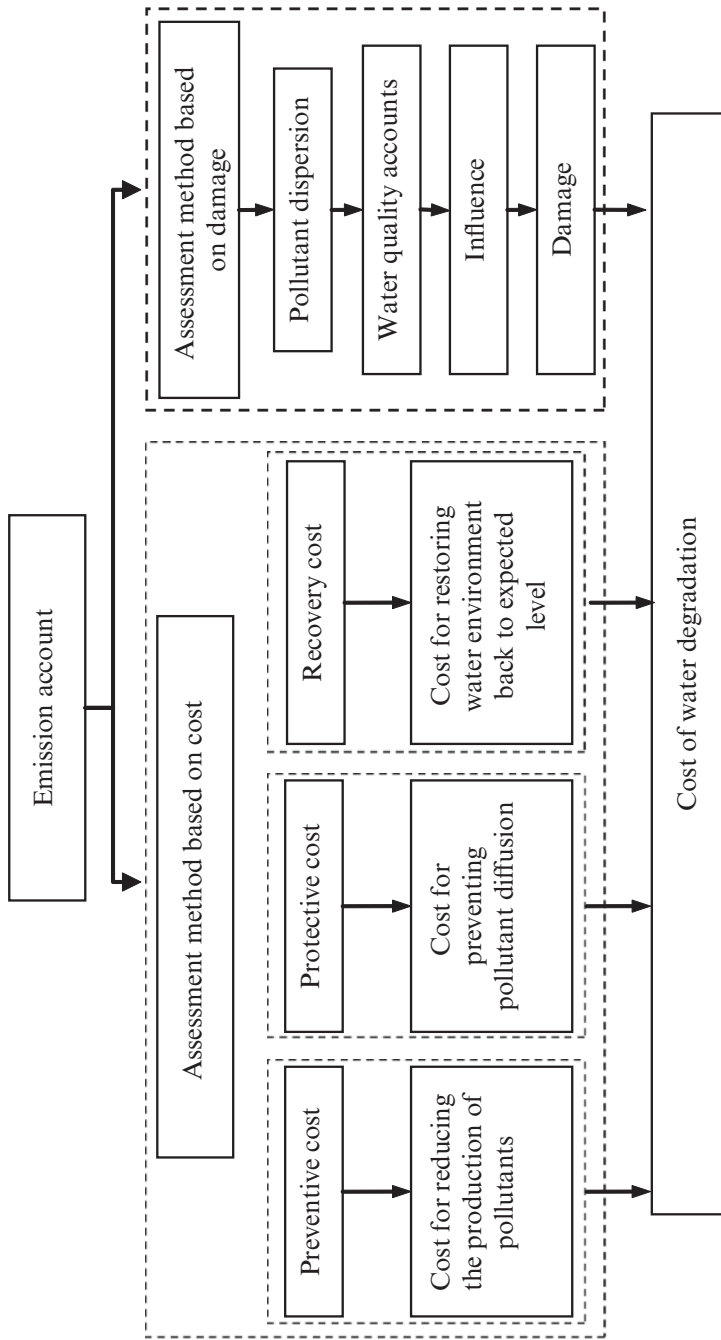 Emission account
Assessment method based on cost
Preventive cost
Cost for reducing
the production of
pollutants
Protective cost
Cost for
preventing
pollutant diffusion
Recovery cost
Cost for restoring
water environment
back to expected
level
Assessment method based
on damage
Pollutant dispersion
Water quality accounts
Influence
Damage
Cost of water degradation